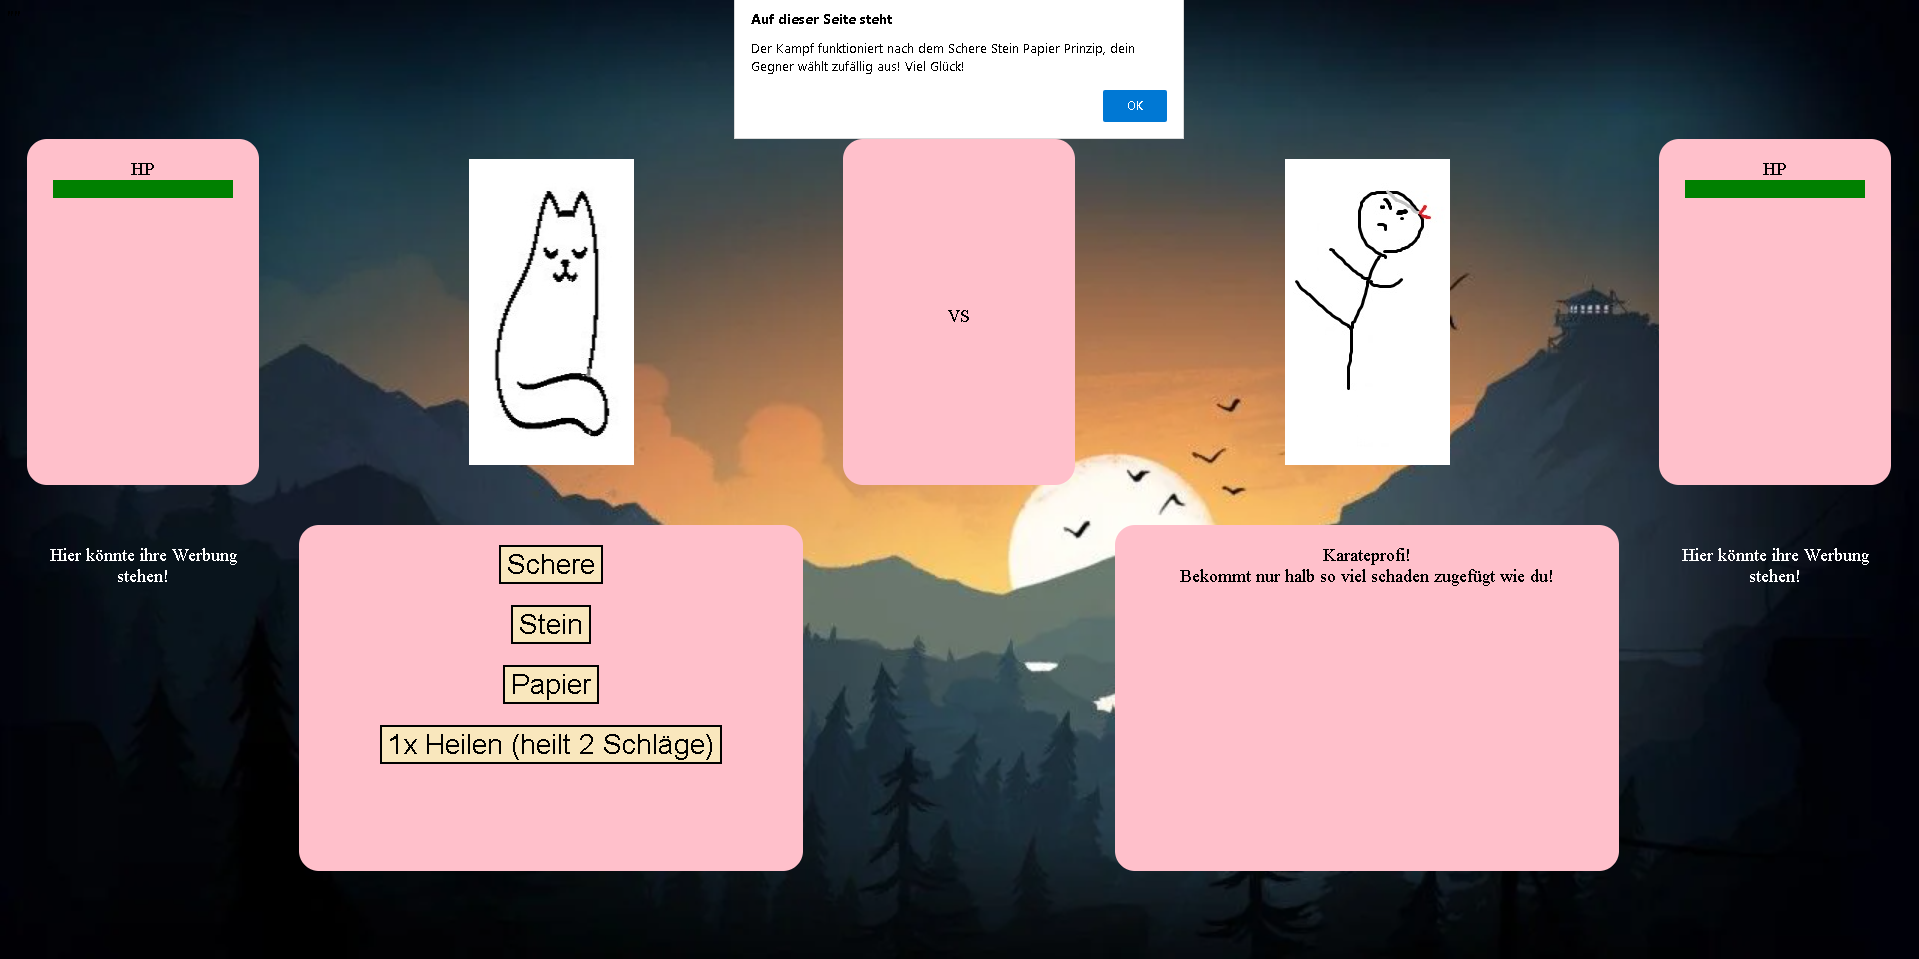 Auf dieser Seite steht
Der Kampf funktioniert nach dem Schere Stein Papier Prinzip, dein
Gegner wählt zufällig aus! Viel Glück!
OK
HP
VS
HP
Hier könnte ihre Werbung
stehen!
Schere
Stein
Papier
1x Heilen (heilt 2 Schläge)
Karateprofi!
Bekommt nur halb so viel schaden zugefügt wie du!
Hier könnte ihre Werbung
stehen!